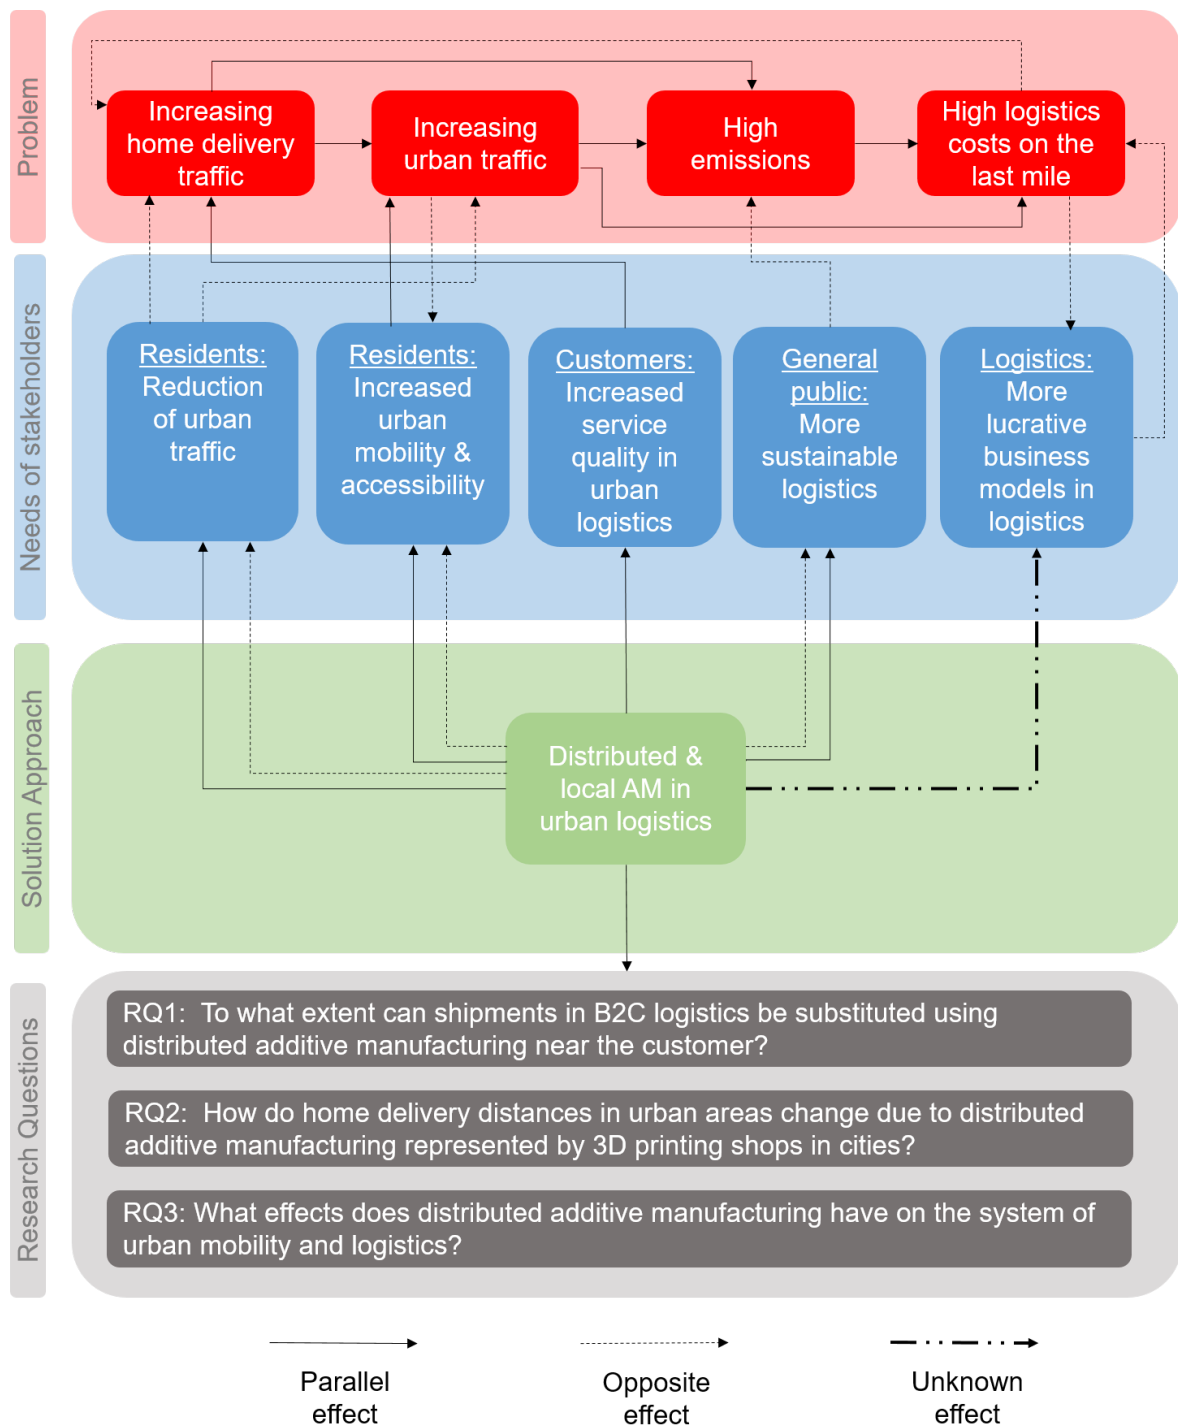 Problem
Increasing
home delivery
traffic
Increasing
urban traffic
High
emissions
High logistics
costs on the
last mile
Needs of stakeholders
Residents:
Reduction
of urban
traffic
Residents:
Increased
urban
mobility &
accessibility
Customers:
Increased
service
quality in
urban
logistics
General
public:
More
sustainable
logistics
Logistics:
More
lucrative
business
models in
logistics
Solution Approach
Distributed &
local AM in
urban logistics
Research Questions
RQ1:  To what extent can shipments in B2C logistics be substituted using
distributed additive manufacturing near the customer?
RQ2:  How do home delivery distances in urban areas change due to distributed
additive manufacturing represented by 3D printing shops in cities?
RQ3: What effects does distributed additive manufacturing have on the system of
urban mobility and logistics?
Parallel
effect
Opposite
effect
Unknown
effect